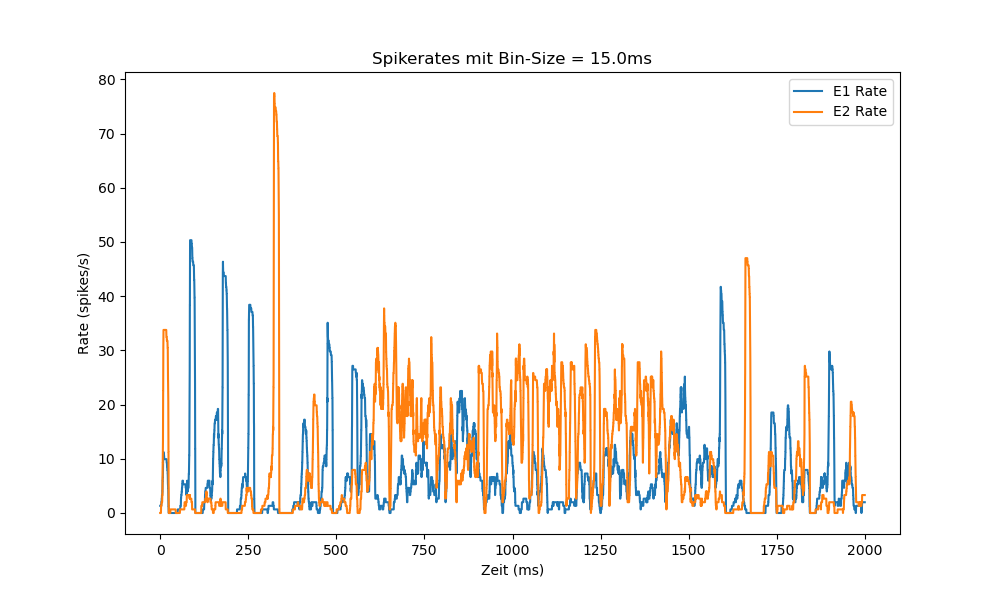 Spikerates mit Bin-Size = 15.0ms
E1 Rate
E2 Rate
Rate (spikes/s)
80
70
60
50
40
30
20
10
0
0 250 500 750 1000 1250 1500 1750 2000
Zeit (ms)